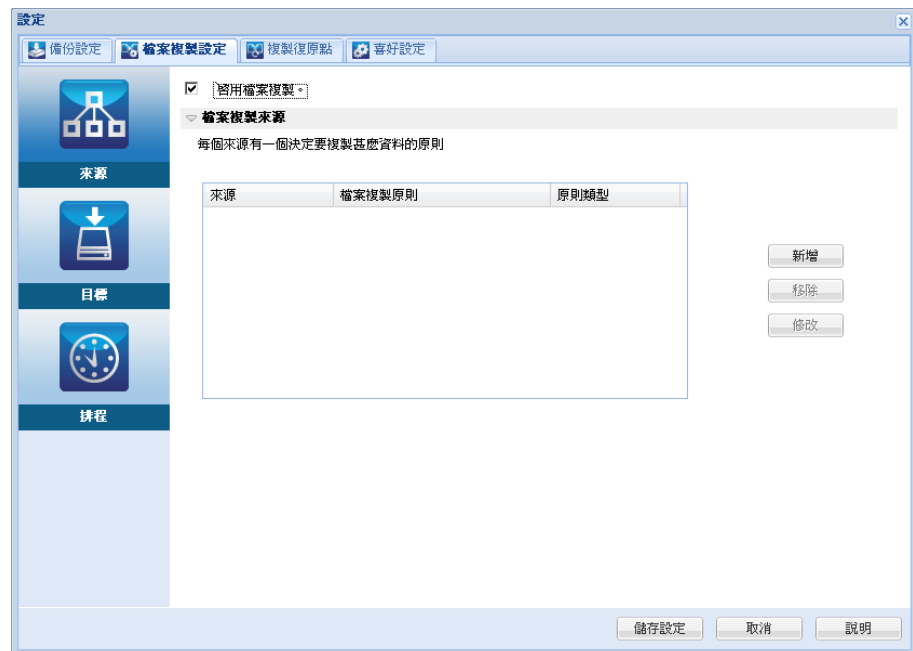 設定
備份設定 檔案複製設定 複製復原點 喜好設定
啟用檔案複製。
檔案複製來源
每個來源有一個決定要複製甚麼資料的原則
來源
來源 檔案複製原則 原則類型
新增
目標
移除
修改
排程
儲存設定 取消 說明